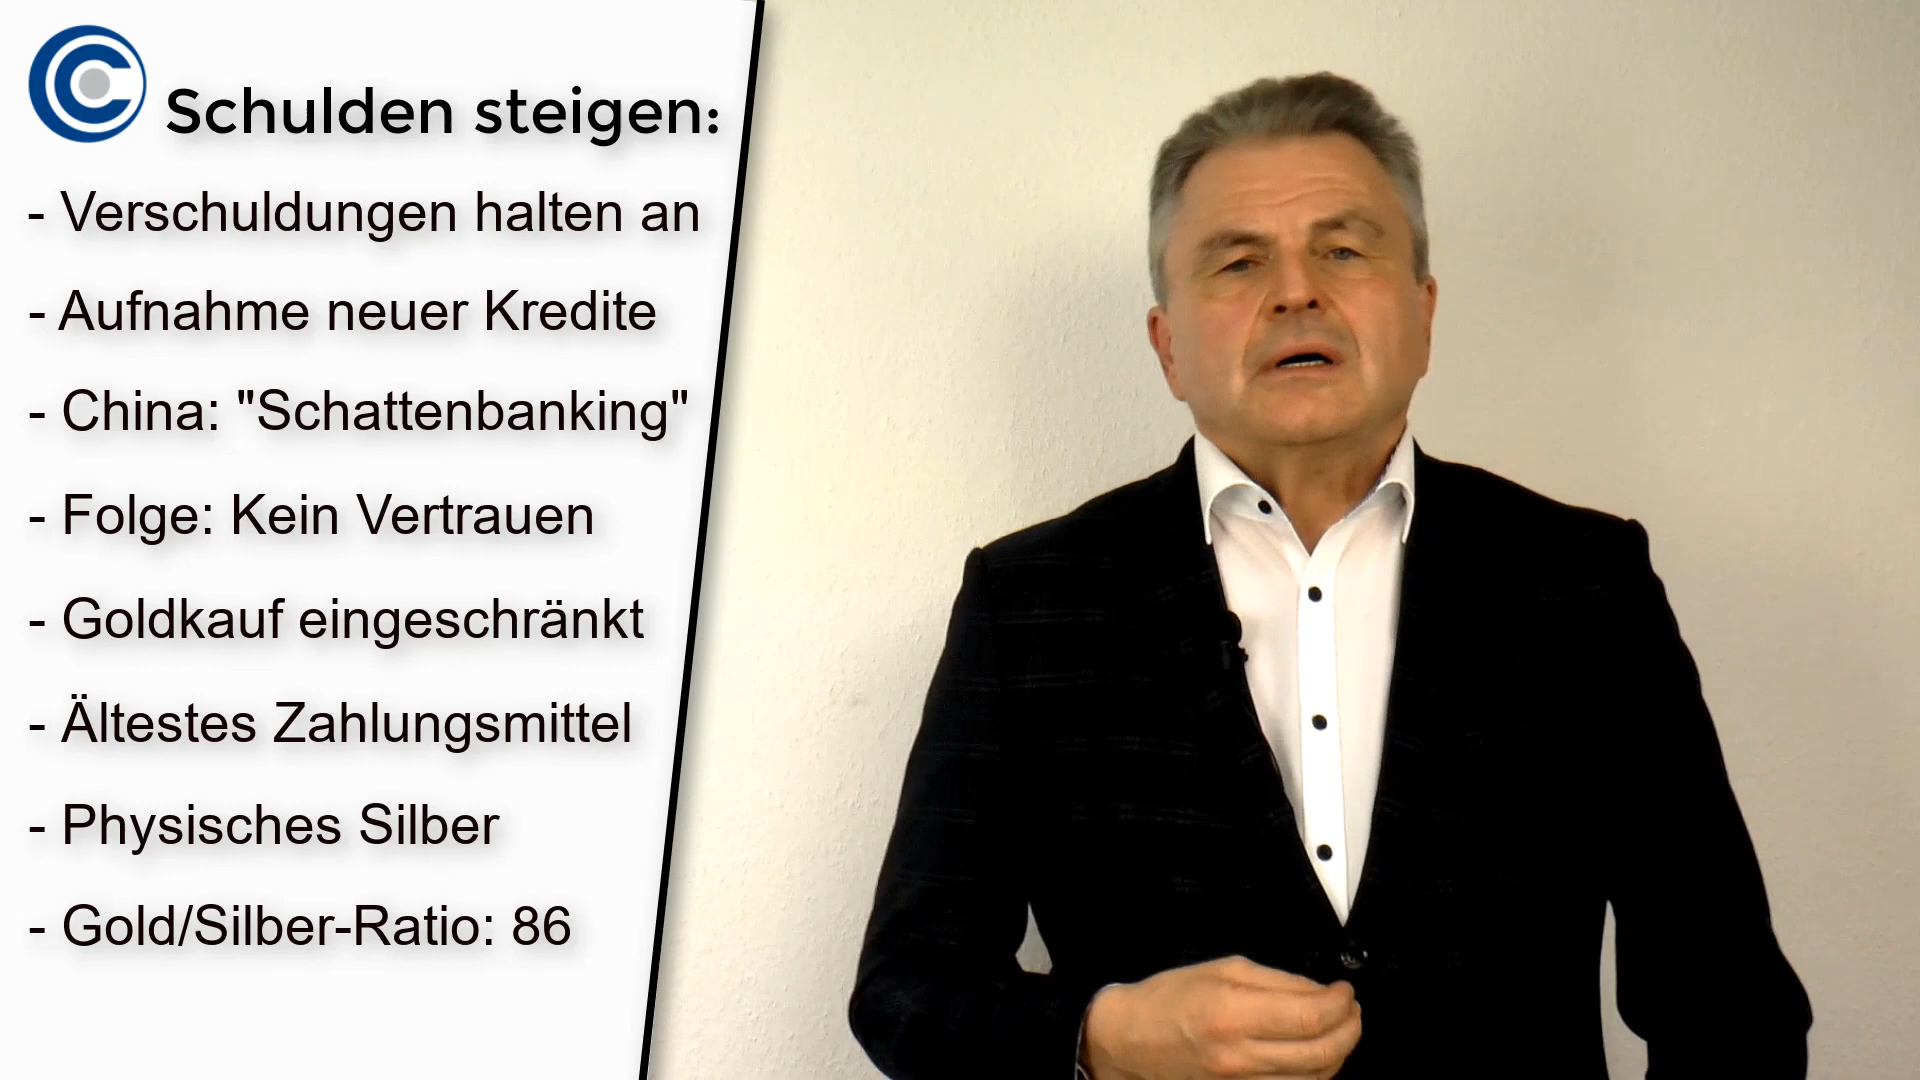 Schulden steigen:
- Verschuldungen halten an
- Aufnahme neuer Kredite
- China: "Schattenbanking"
- Folge: Kein Vertrauen
- Goldkauf eingeschränkt
- Ältestes Zahlungsmittel
- Physisches Silber
- Gold/Silber-Ratio: 86